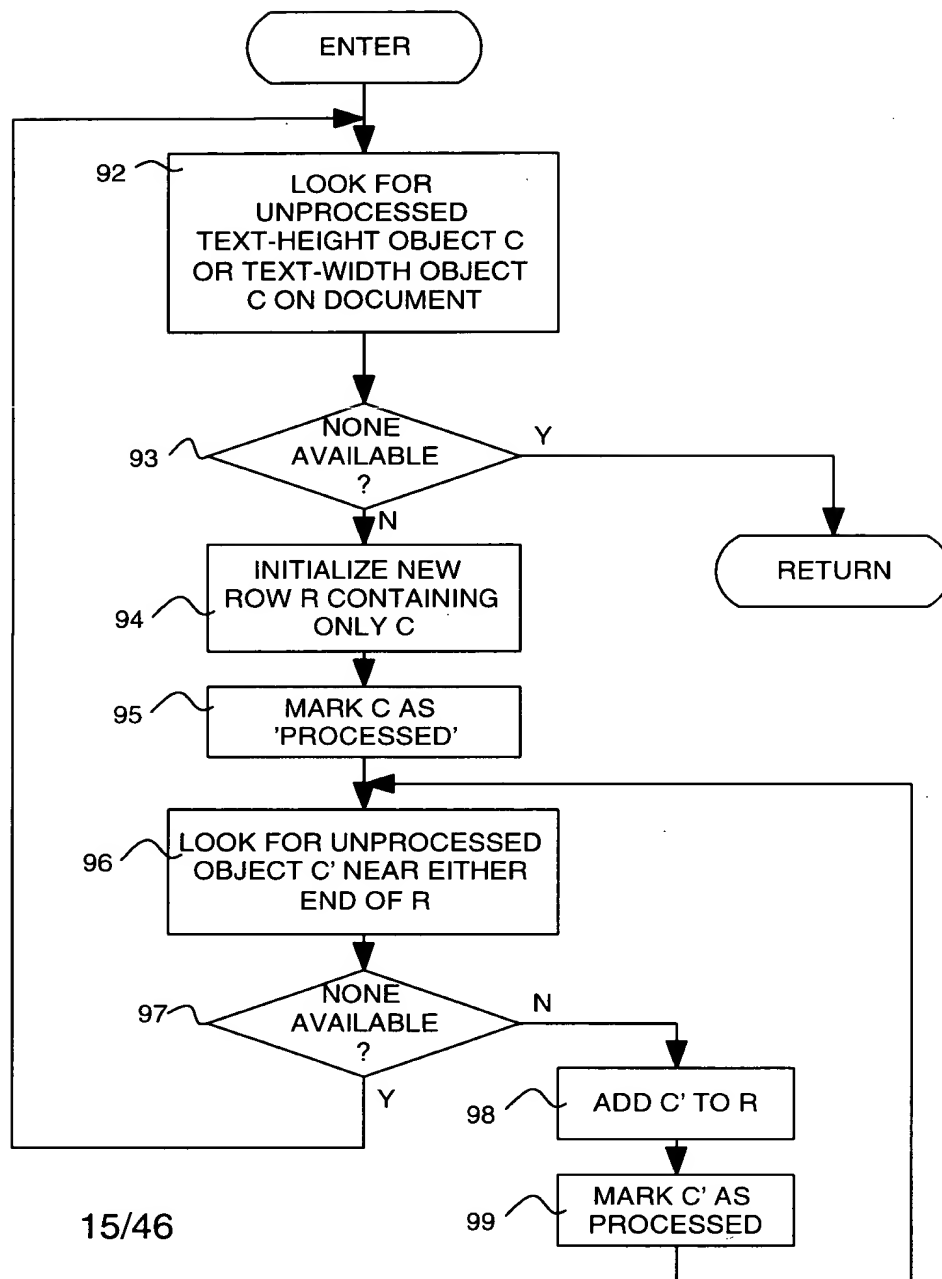 ENTER
92
LOOK FOR
UNPROCESSED
TEXT-HEIGHT OBJECT C
OR TEXT-WIDTH OBJECT
C ON DOCUMENT
93
NONE
AVAILABLE
?
Y
N
RETURN
94
INITIALIZE NEW
ROW R CONTAINING
ONLY C
95
MARK C AS
'PROCESSED'
96
LOOK FOR UNPROCESSED
OBJECT C' NEAR EITHER
END OF R
97
NONE
AVAILABLE
?
N
Y
98
ADD C' TO R
99
MARK C' AS
PROCESSED
15/46